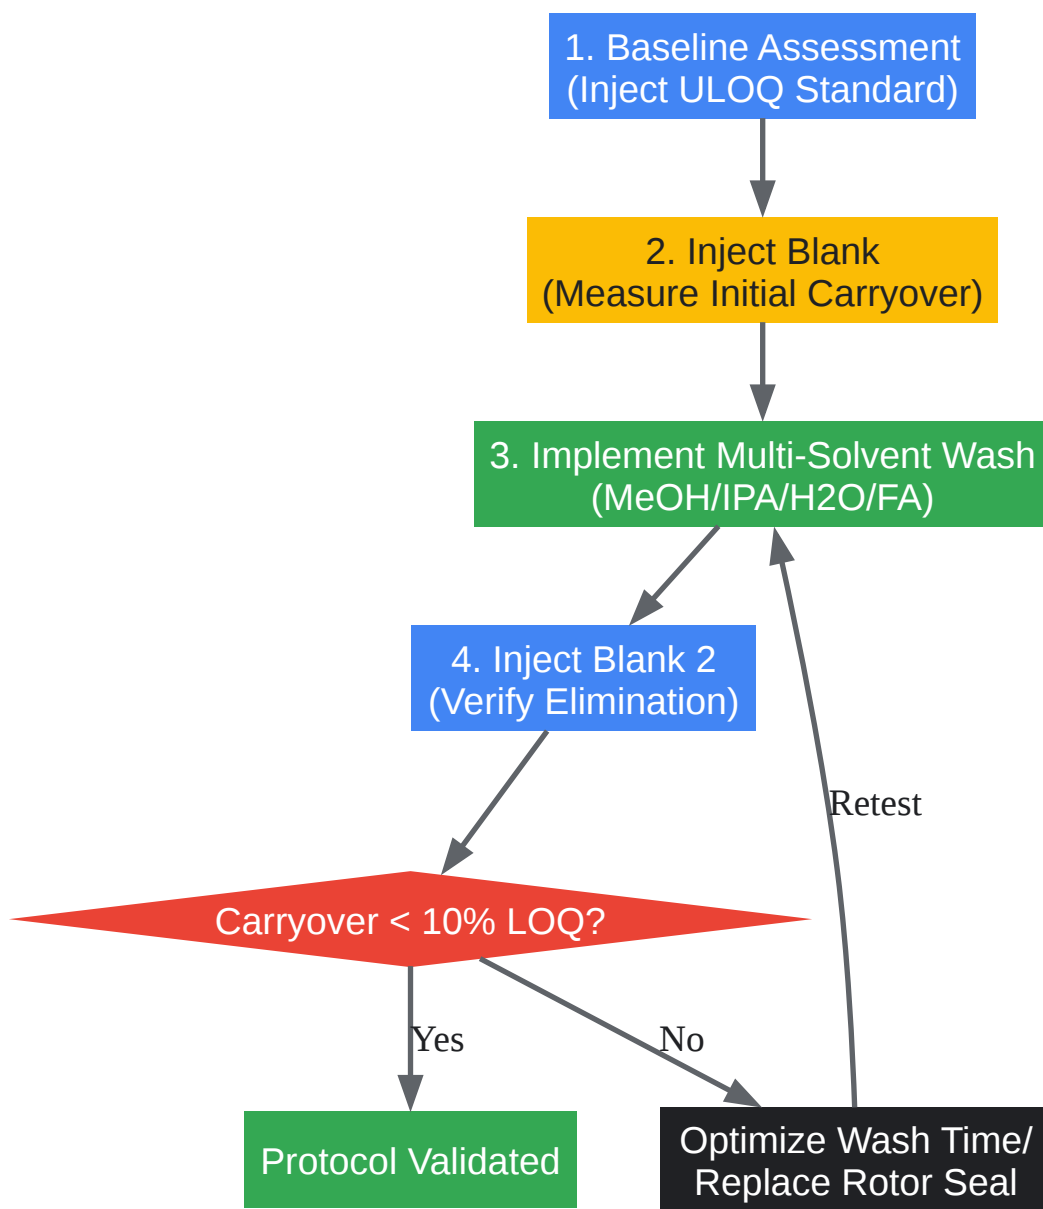 1. Baseline Assessment
(Inject ULOQ Standard)
2. Inject Blank
(Measure Initial Carryover)
3. Implement Multi-Solvent Wash
(MeOH/IPA/H2O/FA)
4. Inject Blank 2
(Verify Elimination)
Retest
Carryover < 10% LOQ?
Yes
No
Protocol Validated
Optimize Wash Time/
Replace Rotor Seal